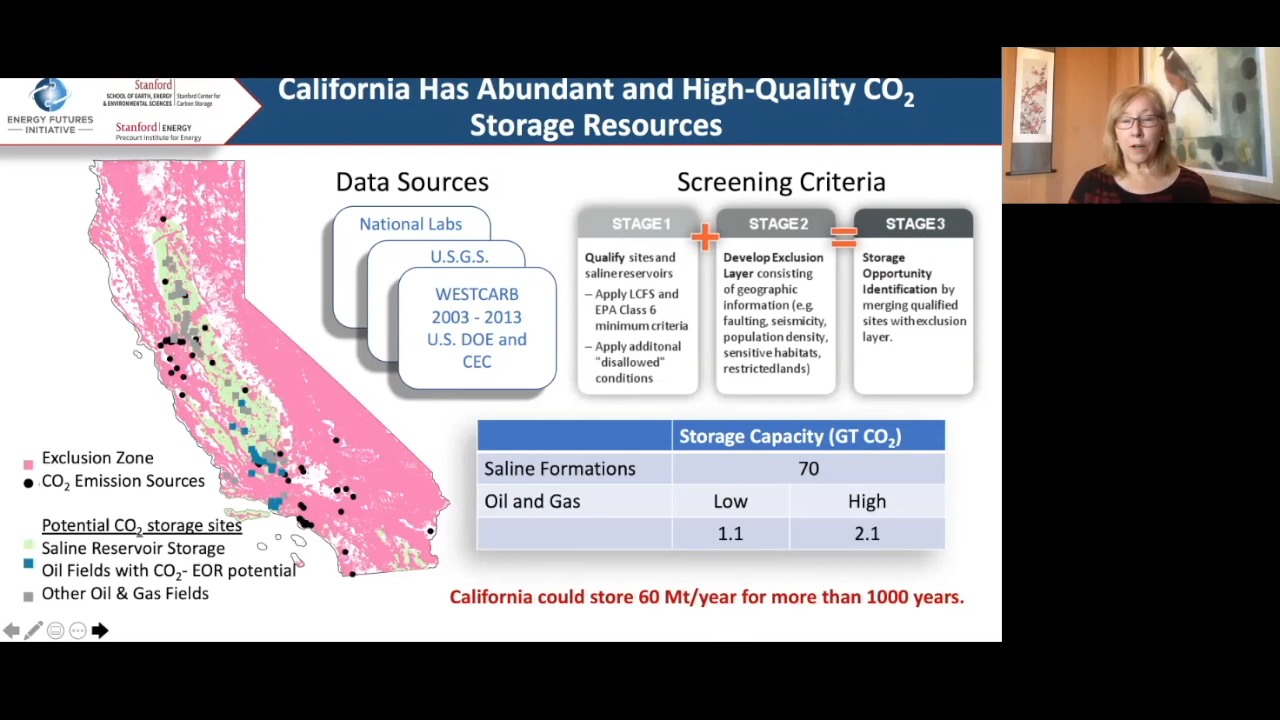 California Has Abundant and High-Quality CO2
Storage Resources
ENERGY FUTURES
INITIATIVE
Stanford
SCHOOL OF EARTH, ENERGY
& ENVIRONMENTAL SCIENCES
Stanford Center for
Carbon Storage
Stanford ENERGY
Precourt Institute for Energy
Data Sources
National Labs
U.S.G.S.
WESTCARB
2003 - 2013
U.S. DOE and
CEC
Screening Criteria
STAGE 1
Qualify sites and
saline reservoirs
– Apply LCFS and
EPA Class 6
minimum criteria
– Apply additonal
"disallowed"
conditions
+
STAGE 2
Develop Exclusion
Layer consisting
of geographic
information (e.g.
faulting, seismicity,
population density,
sensitive habitats,
restricted lands)
=
STAGE 3
Storage
Opportunity
Identification by
merging qualified
sites with exclusion
layer.
Exclusion Zone
CO2 Emission Sources
Potential CO2 storage sites
Saline Reservoir Storage
Oil Fields with CO2- EOR potential
Other Oil & Gas Fields
Storage Capacity (GT CO2)
Saline Formations 70
Oil and Gas Low High
1.1 2.1
California could store 60 Mt/year for more than 1000 years.